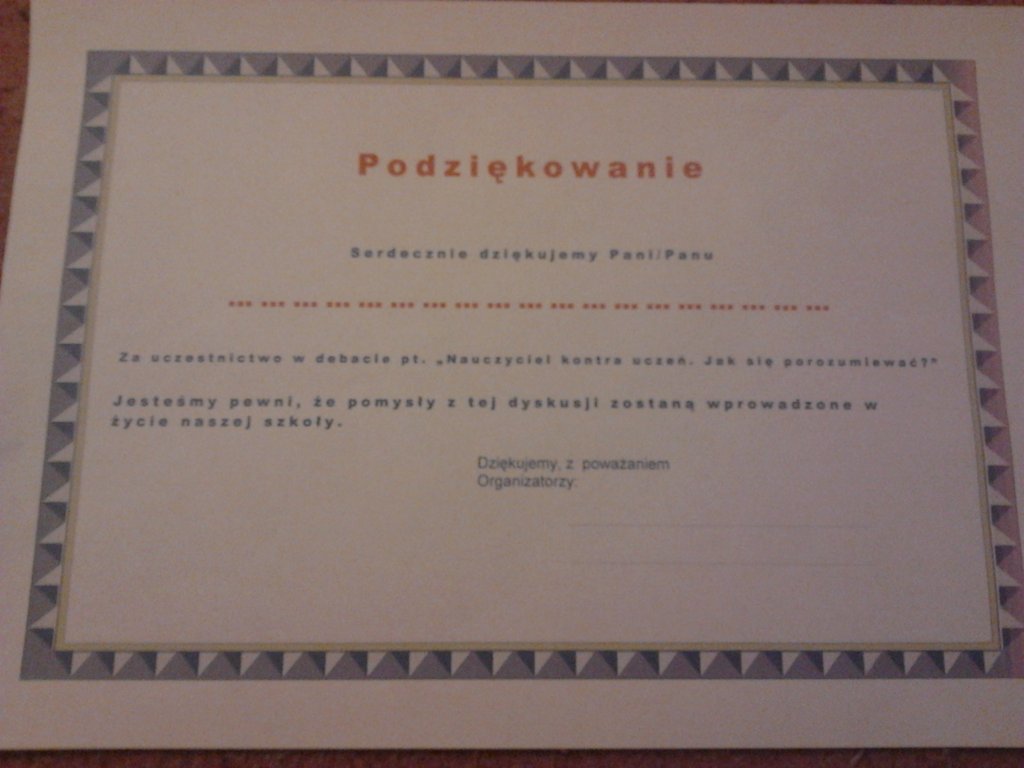 Podziękowanie
Serdecznie dziękujemy Pani/Panu
... ... ... ... ... ... ... ... ... ... ... ... ... ... ... ... ... ... ...
Za uczestnictwo w debacie pt. „Nauczyciel kontra uczeń. Jak się porozumiewać?"
Jesteśmy pewni, że pomysły z tej dyskusji zostaną wprowadzone w
życie naszej szkoły.
Dziękujemy, z poważaniem
Organizatorzy: